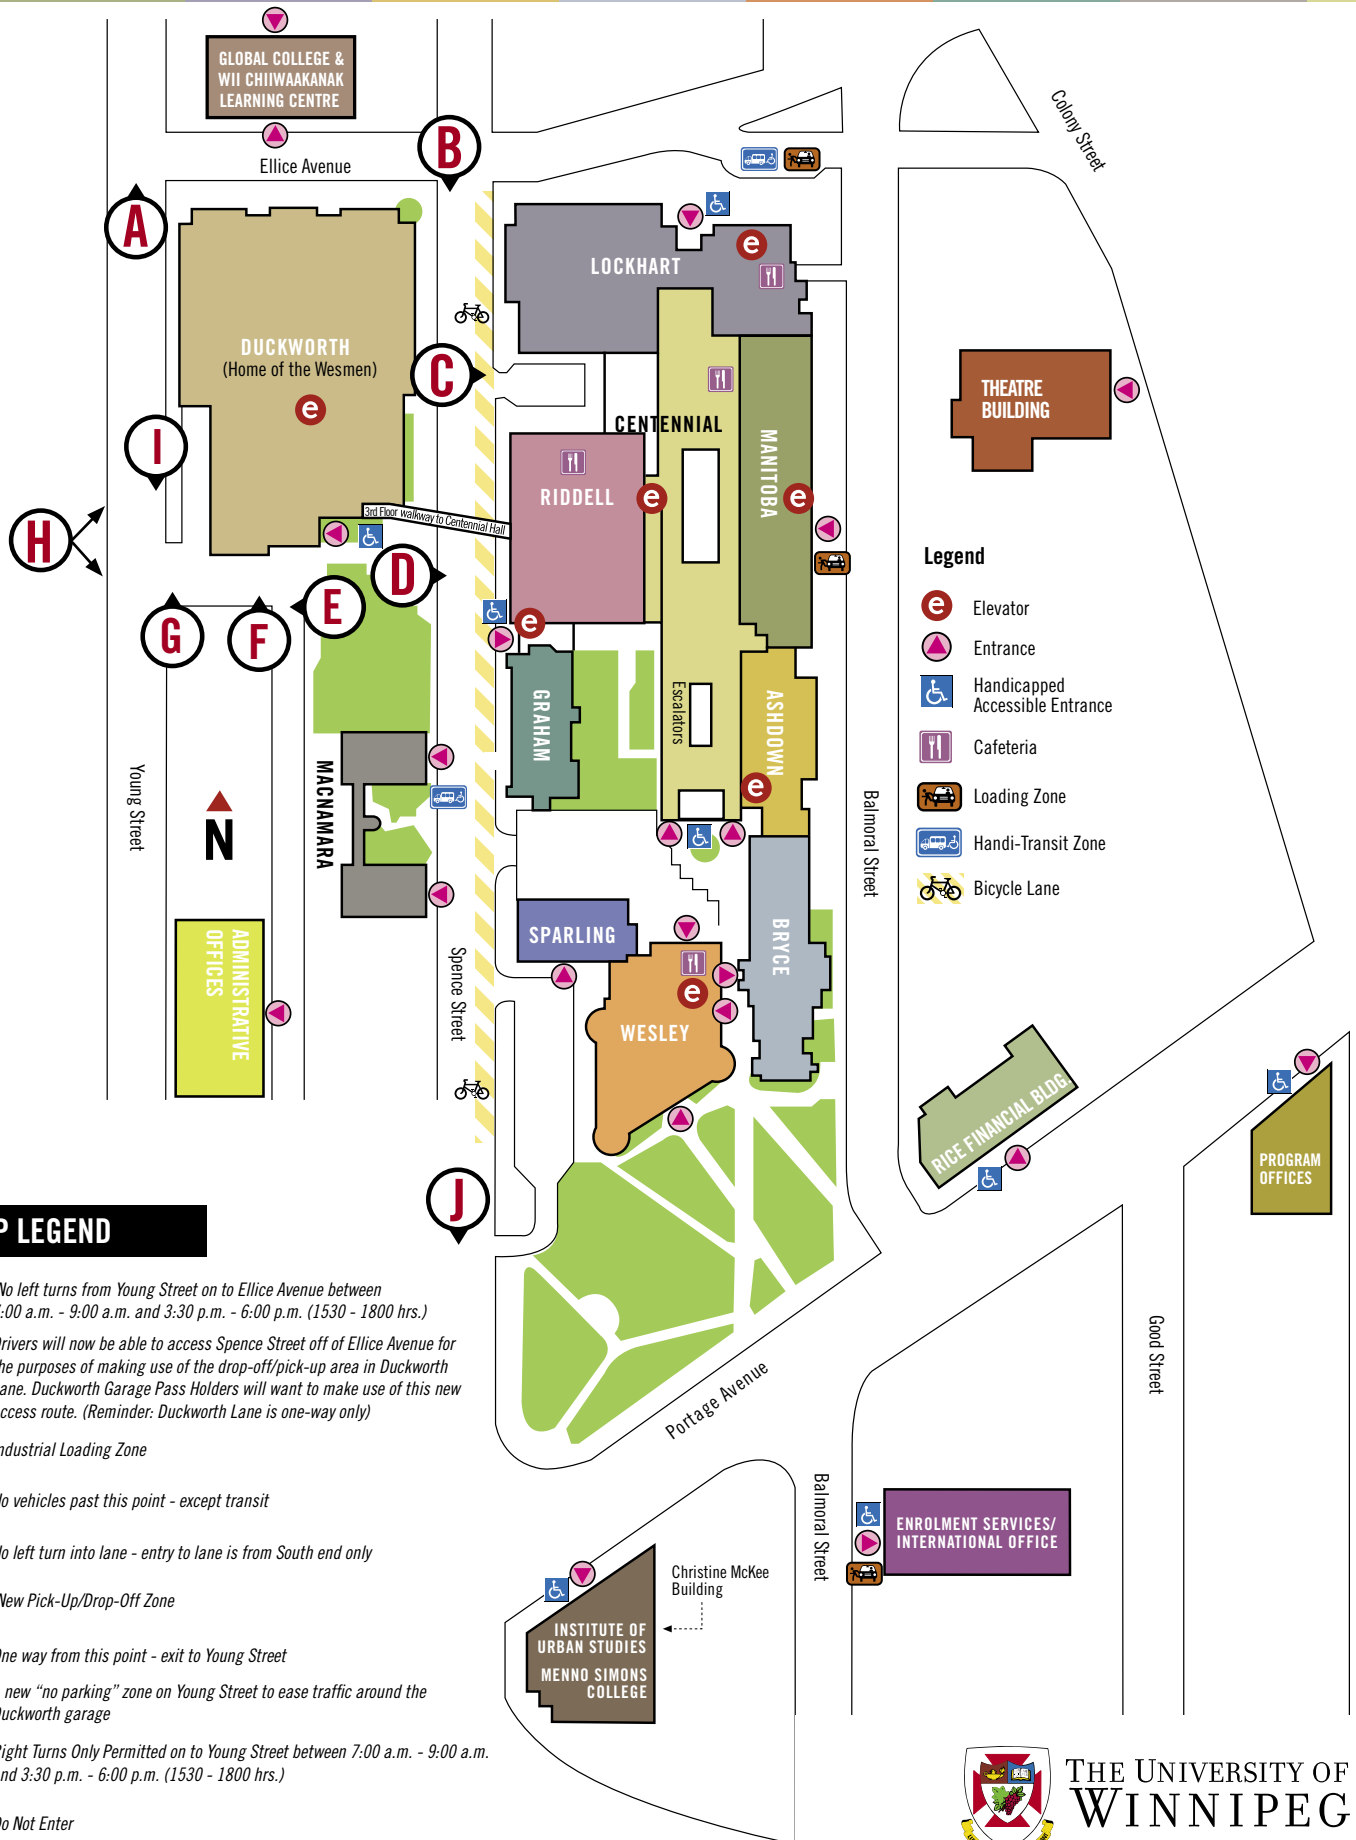 GLOBAL COLLEGE &
WII CHIIWAAKANAK
LEARNING CENTRE
Ellice Avenue
Colony Street
A
B
LOCKHART
e
DUCKWORTH
(Home of the Wesmen)
e
C
THEATRE
BUILDING
CENTENNIAL
I
MANITOBA
RIDDELL
e
e
3rd Floor walkway to Centennial Hall
H
D
E
G
F
e
Legend
e Elevator
Entrance
Handicapped
Accessible Entrance
Cafeteria
Loading Zone
Handi-Transit Zone
Bicycle Lane
GRAHAM
Escalators
ASHDOWN
e
Young Street
N
MACNAMARA
Balmoral Street
ADMINISTRATIVE
OFFICES
Spence Street
SPARLING
BRYCE
e
WESLEY
RICE FINANCIAL BLDG.
PROGRAM
OFFICES
J
P LEGEND
No left turns from Young Street on to Ellice Avenue between
:00 a.m. - 9:00 a.m. and 3:30 p.m. - 6:00 p.m. (1530 - 1800 hrs.)
rivers will now be able to access Spence Street off of Ellice Avenue for
he purposes of making use of the drop-off/pick-up area in Duckworth
ane. Duckworth Garage Pass Holders will want to make use of this new
ccess route. (Reminder: Duckworth Lane is one-way only)
ndustrial Loading Zone
o vehicles past this point - except transit
o left turn into lane - entry to lane is from South end only
New Pick-Up/Drop-Off Zone
ne way from this point - exit to Young Street
new “no parking” zone on Young Street to ease traffic around the
uckworth garage
ight Turns Only Permitted on to Young Street between 7:00 a.m. - 9:00 a.m.
nd 3:30 p.m. - 6:00 p.m. (1530 - 1800 hrs.)
o Not Enter
Portage Avenue
Good Street
Balmoral Street
ENROLMENT SERVICES/
INTERNATIONAL OFFICE
Christine McKee
Building
INSTITUTE OF
URBAN STUDIES
MENNO SIMONS
COLLEGE
THE UNIVERSITY OF
WINNIPEG